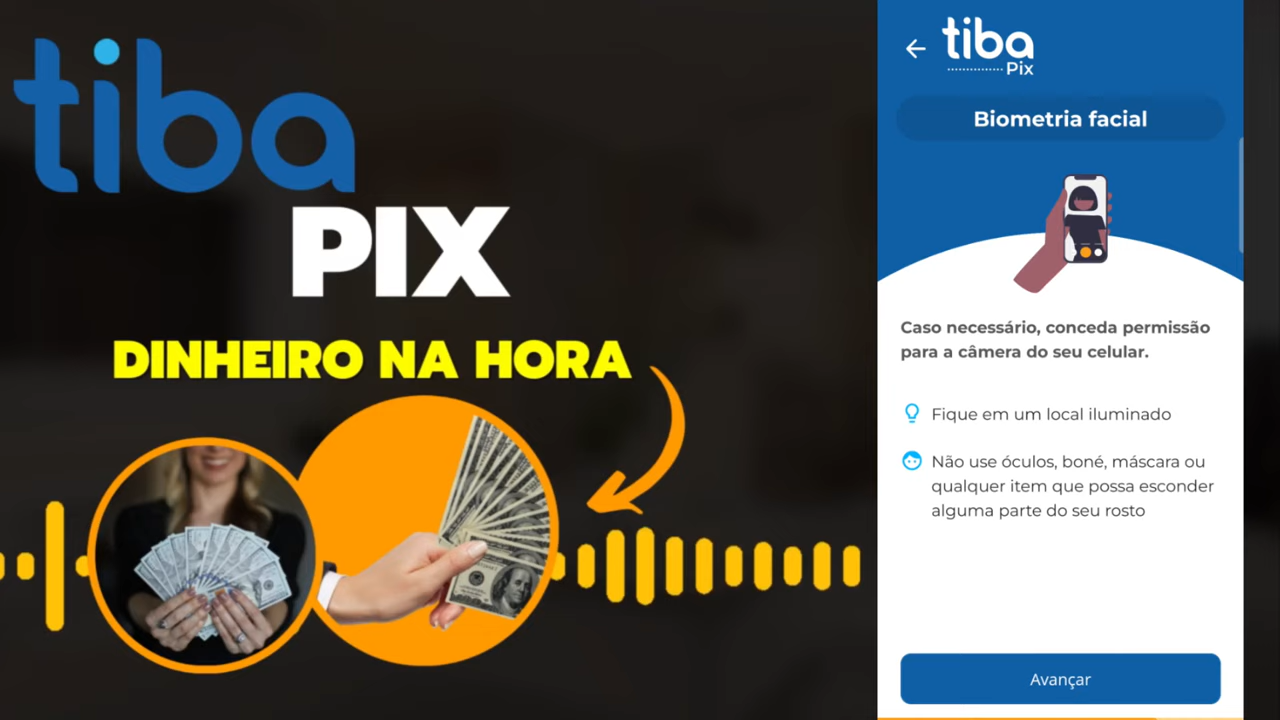 tiba
PIX
DINHEIRO NA HORA
tiba
Pix
Biometria facial
Caso necessário, conceda permissão
para a câmera do seu celular.
Fique em um local iluminado
Não use óculos, boné, máscara ou
qualquer item que possa esconder
alguma parte do seu rosto
Avançar